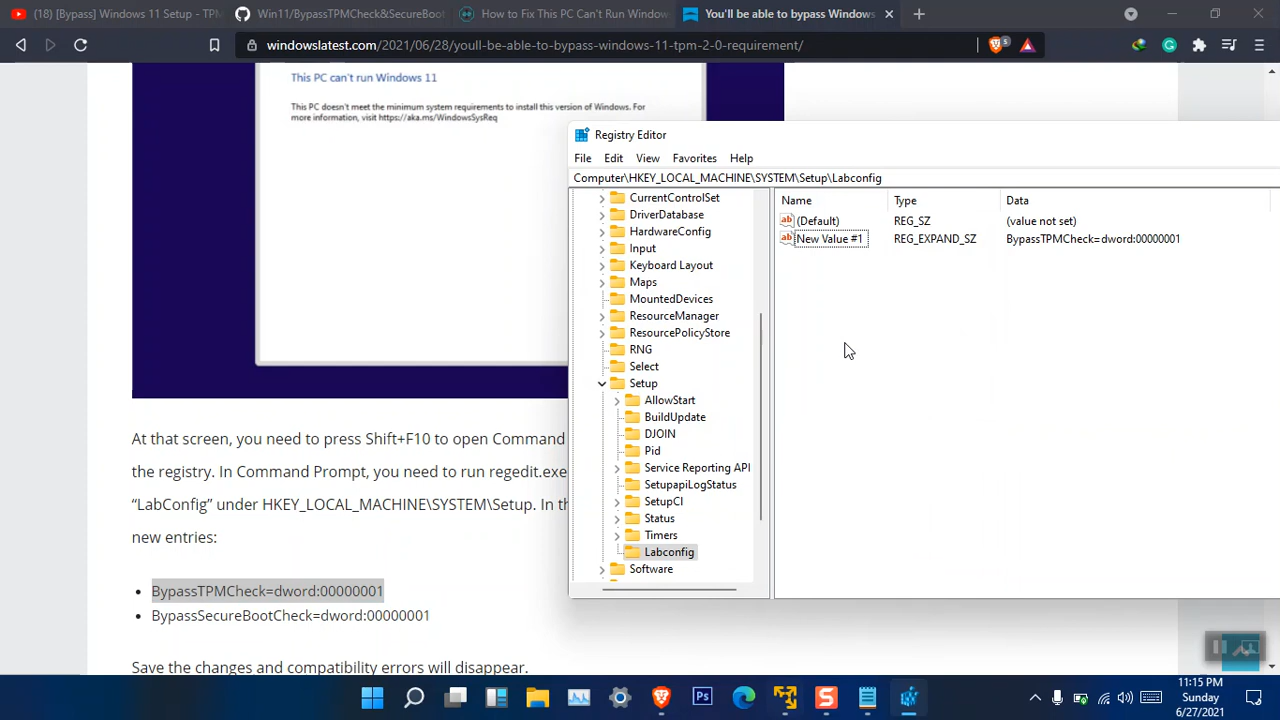 (18) [Bypass] Windows 11 Setup - TPM
Win11/BypassTPMCheck&SecureBoot
How to Fix This PC Can't Run Window
You'll be able to bypass Windows
windowslatest.com/2021/06/28/youll-be-able-to-bypass-windows-11-tpm-2-0-requirement/
This PC can't run Windows 11
This PC doesn't meet the minimum system requirements to install this version of Windows. For
more information, visit https://aka.ms/WindowsSysReq
Registry Editor
File Edit View Favorites Help
Computer\HKEY_LOCAL_MACHINE\SYSTEM\Setup\Labconfig
CurrentControlSet
DriverDatabase
HardwareConfig
Input
Keyboard Layout
Maps
MountedDevices
ResourceManager
ResourcePolicyStore
RNG
Select
Setup
AllowStart
BuildUpdate
DJOIN
Pid
Service Reporting API
SetupapiLogStatus
SetupCl
Status
Timers
Labconfig
Software
Name Type Data
(Default) REG_SZ (value not set)
New Value #1 REG_EXPAND_SZ BypassTPMCheck=dword:00000001
At that screen, you need to press Shift+F10 to open Command
the registry. In Command Prompt, you need to run regedit.exe
“LabConfig” under HKEY_LOCAL_MACHINE\SYSTEM\Setup. In th
new entries:
• BypassTPMCheck=dword:00000001
• BypassSecureBootCheck=dword:00000001
Save the changes and compatibility errors will disappear.
Ps
S
11:15 PM
Sunday
6/27/2021